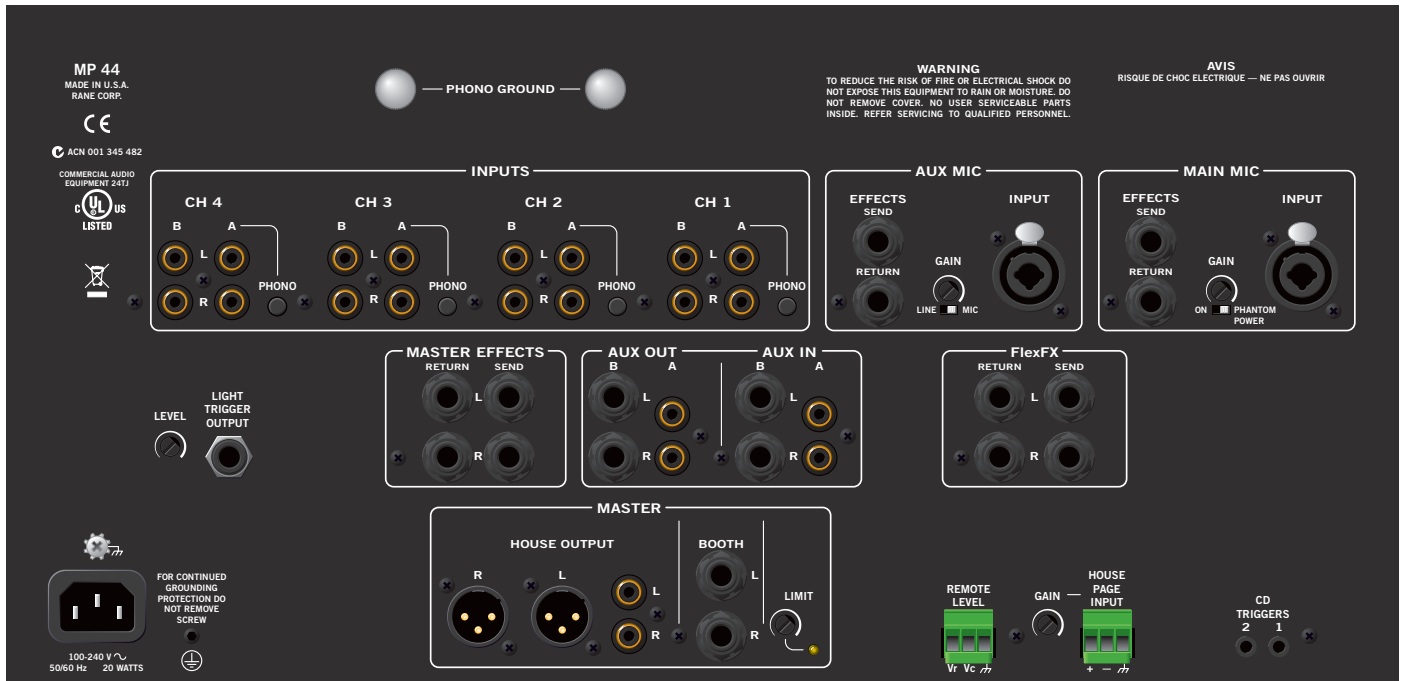 MP 44
MADE IN U.S.A.
RANE CORP.
CE
ACN 001 345 482
COMMERCIAL AUDIO
EQUIPMENT 24TJ
C UL US
LISTED
PHONO GROUND
WARNING
TO REDUCE THE RISK OF FIRE OR ELECTRICAL SHOCK DO
NOT EXPOSE THIS EQUIPMENT TO RAIN OR MOISTURE. DO
NOT REMOVE COVER. NO USER SERVICEABLE PARTS
INSIDE. REFER SERVICING TO QUALIFIED PERSONNEL.
AVIS
RISQUE DE CHOC ELECTRIQUE — NE PAS OUVRIR
INPUTS
CH 4
B A
L
R
PHONO
CH 3
B A
L
R
PHONO
CH 2
B A
L
R
PHONO
CH 1
B A
L
R
PHONO
AUX MIC
EFFECTS
SEND
RETURN
GAIN
LINE MIC
INPUT
MAIN MIC
EFFECTS
SEND
RETURN
GAIN
ON PHANTOM
POWER
INPUT
LEVEL
LIGHT
TRIGGER
OUTPUT
MASTER EFFECTS
RETURN SEND
L
R
AUX OUT
B A
L
R
AUX IN
B A
L
R
FlexFX
RETURN SEND
L
R
MASTER
HOUSE OUTPUT
R L
L
R
BOOTH
L
R
LIMIT
FOR CONTINUED
GROUNDING
PROTECTION DO
NOT REMOVE
SCREW
100-240 V
50/60 Hz 20 WATTS
REMOTE
LEVEL
Vr Vc
GAIN
HOUSE
PAGE
INPUT
+ −
CD
TRIGGERS
2 1